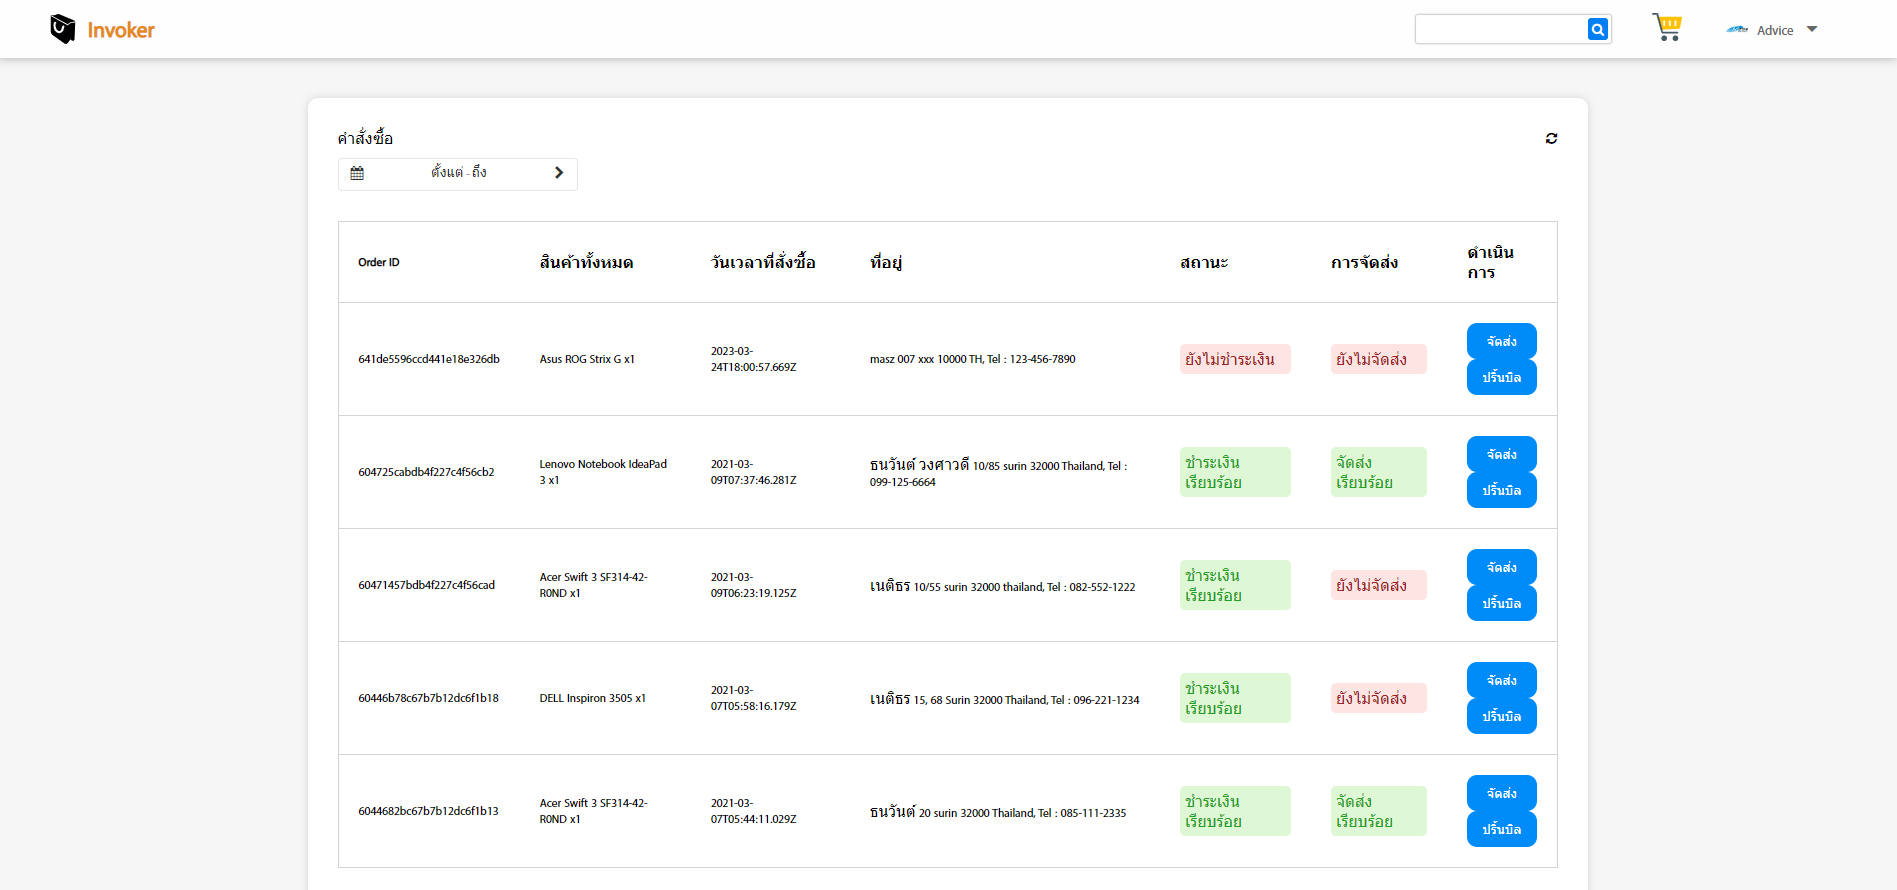 Invoker
Advice
คำสั่งซื้อ
ตั้งแต่ - ถึง
Order ID
สินค้าทั้งหมด
วันเวลาที่สั่งซื้อ
ที่อยู่
สถานะ
การจัดส่ง
ดำเนิน
การ
641de5596ccd441e18e326db
Asus ROG Strix G x1
2023-03-
24T18:00:57.669Z
masz 007 xxx 10000 TH, Tel : 123-456-7890
ยังไม่ชำระเงิน
ยังไม่จัดส่ง
จัดส่ง
ปริ้นบิล
604725cabdb4f227c4f56cb2
Lenovo Notebook IdeaPad
3 x1
2021-03-
09T07:37:46.281Z
ธนวันต์ วงศาวดี 10/85 surin 32000 Thailand, Tel :
099-125-6664
ชำระเงิน
เรียบร้อย
จัดส่ง
เรียบร้อย
จัดส่ง
ปริ้นบิล
60471457bdb4f227c4f56cad
Acer Swift 3 SF314-42-
R0ND x1
2021-03-
09T06:23:19.125Z
เนติธร 10/55 surin 32000 thailand, Tel : 082-552-1222
ชำระเงิน
เรียบร้อย
ยังไม่จัดส่ง
จัดส่ง
ปริ้นบิล
60446b78c67b7b12dc6f1b18
DELL Inspiron 3505 x1
2021-03-
07T05:58:16.179Z
เนติธร 15, 68 Surin 32000 Thailand, Tel : 096-221-1234
ชำระเงิน
เรียบร้อย
ยังไม่จัดส่ง
จัดส่ง
ปริ้นบิล
6044682bc67b7b12dc6f1b13
Acer Swift 3 SF314-42-
R0ND x1
2021-03-
07T05:44:11.029Z
ธนวันต์ 20 surin 32000 Thailand, Tel : 085-111-2335
ชำระเงิน
เรียบร้อย
จัดส่ง
เรียบร้อย
จัดส่ง
ปริ้นบิล